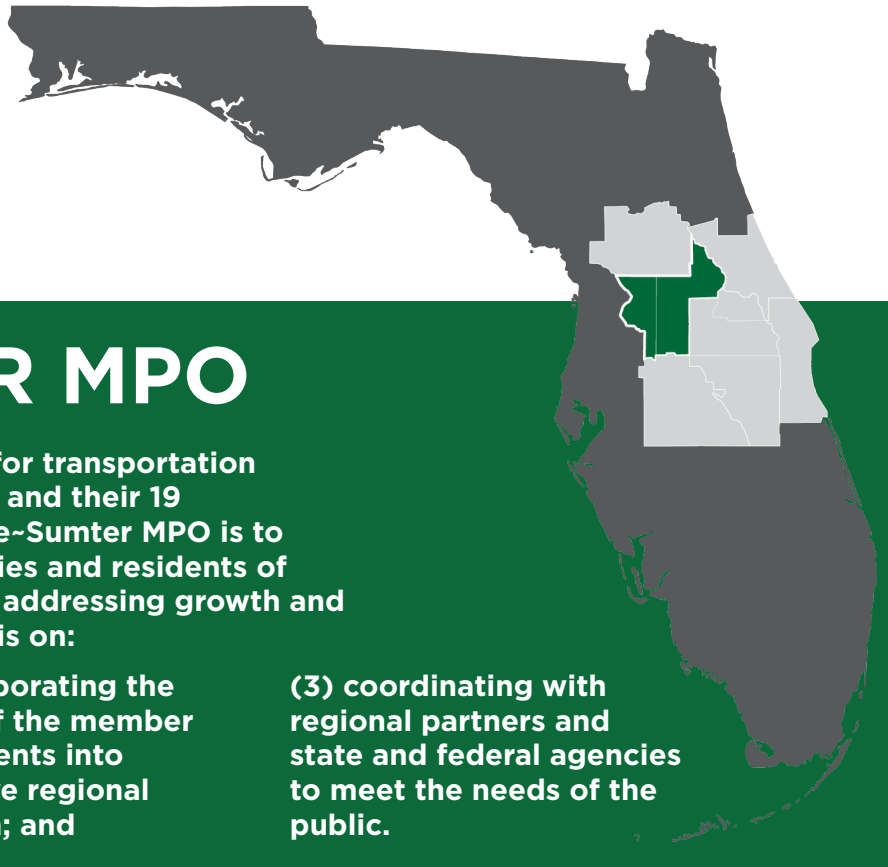 R MPO
for transportation
and their 19
e~Sumter MPO is to
ies and residents of
addressing growth and
is on:
porating the
f the member
ents into
e regional
; and
(3) coordinating with
regional partners and
state and federal agencies
to meet the needs of the
public.